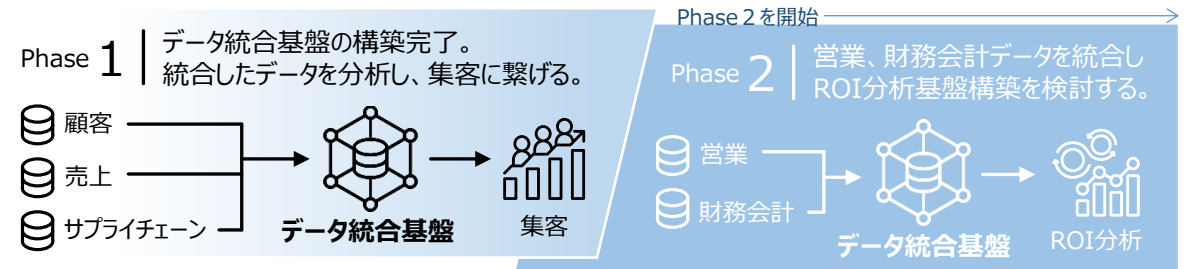 Phase 1
データ統合基盤の構築完了。
統合したデータを分析し、集客に繋げる。
顧客
売上
サプライチェーン
データ統合基盤
集客
Phase 2を開始
Phase 2
営業、財務会計データを統合し
ROI分析基盤構築を検討する。
営業
財務会計
データ統合基盤
ROI分析